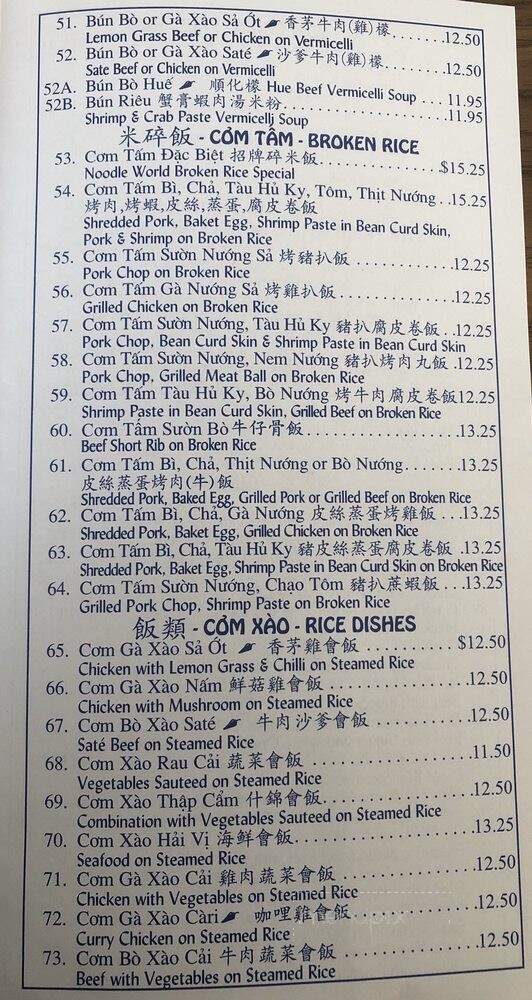 51. Bún Bò or Gà Xào Sả Ớt 香茅牛肉(雞)檬.......12.50
Lemon Grass Beef or Chicken on Vermicelli
52. Bún Bò or Gà Xào Saté 沙爹牛肉(雞)檬.......12.50
Sate Beef or Chicken on Vermicelli
52A. Bún Bò Huế 順化檬 Hue Beef Vermicelli Soup ... 11.95
52B. Bún Riêu 蟹膏蝦肉湯米粉.......................11.95
Shrimp & Crab Paste Vermicelli Soup
米碎飯 - CƠM TẤM - BROKEN RICE
53. Cơm Tấm Đặc Biệt 招牌碎米飯..................$15.25
Noodle World Broken Rice Special
54. Cơm Tấm Bì, Chả, Tàu Hủ Ky, Tôm, Thịt Nướng ..15.25
烤肉,烤蝦,皮絲,蒸蛋,腐皮卷飯
Shredded Pork, Baket Egg, Shrimp Paste in Bean Curd Skin,
Pork & Shrimp on Broken Rice
55. Cơm Tấm Sườn Nướng Sả 烤豬扒飯 ..............12.25
Pork Chop on Broken Rice
56. Cơm Tấm Gà Nướng Sả 烤雞扒飯................12.25
Grilled Chicken on Broken Rice
57. Cơm Tấm Sườn Nướng, Tàu Hủ Ky 豬扒腐皮卷飯 ..12.25
Pork Chop, Bean Curd Skin & Shrimp Paste in Bean Curd Skin
58. Cơm Tấm Sườn Nướng, Nem Nướng 豬扒烤肉丸飯 .12.25
Pork Chop, Grilled Meat Ball on Broken Rice
59. Cơm Tấm Tàu Hủ Ky, Bò Nướng 烤牛肉腐皮卷飯12.25
Shrimp Paste in Bean Curd Skin, Grilled Beef on Broken Rice
60. Cơm Tấm Sườn Bò牛仔骨飯....................13.25
Beef Short Rib on Broken Rice
61. Cơm Tấm Bì, Chả, Thịt Nướng or Bò Nướng.......13.25
皮絲蒸蛋烤肉(牛)飯
Shredded Pork, Baked Egg, Grilled Pork or Grilled Beef on Broken Rice
62. Cơm Tấm Bì, Chả, Gà Nướng 皮絲蒸蛋烤雞飯 ...13.25
Shredded Pork, Baket Egg, Grilled Chicken on Broken Rice
63. Cơm Tấm Bì, Chả, Tàu Hủ Ky 豬皮絲蒸蛋腐皮卷飯 .13.25
Shredded Pork, Baket Egg, Shrimp Paste in Bean Curd Skin on Broken Rice
64. Cơm Tấm Sườn Nướng, Chạo Tôm 豬扒蔗蝦飯....13.25
Grilled Pork Chop, Shrimp Paste on Broken Rice
飯類 - CƠM XÀO - RICE DISHES
65. Cơm Gà Xào Sả Ớt 香茅雞會飯 ...........$12.50
Chicken with Lemon Grass & Chilli on Steamed Rice
66. Cơm Gà Xào Nấm 鮮菇雞會飯 ..................12.50
Chicken with Mushroom on Steamed Rice
67. Cơm Bò Xào Saté 牛肉沙爹會飯 .............12.50
Saté Beef on Steamed Rice
68. Cơm Xào Rau Cải 蔬菜會飯 ....................11.50
Vegetables Sauteed on Steamed Rice
69. Cơm Xào Thập Cẩm 什錦會飯....................12.50
Combination with Vegetables Sauteed on Steamed Rice
70. Cơm Xào Hải Vị 海鮮會飯......................13.25
Seafood on Steamed Rice
71. Cơm Gà Xào Cải 雞肉蔬菜會飯 .................12.50
Chicken with Vegetables on Steamed Rice
72. Cơm Gà Xào Càri 咖哩雞會飯................12.50
Curry Chicken on Steamed Rice
73. Cơm Bò Xào Cải 牛肉蔬菜會飯 .................12.50
Beef with Vegetables on Steamed Rice